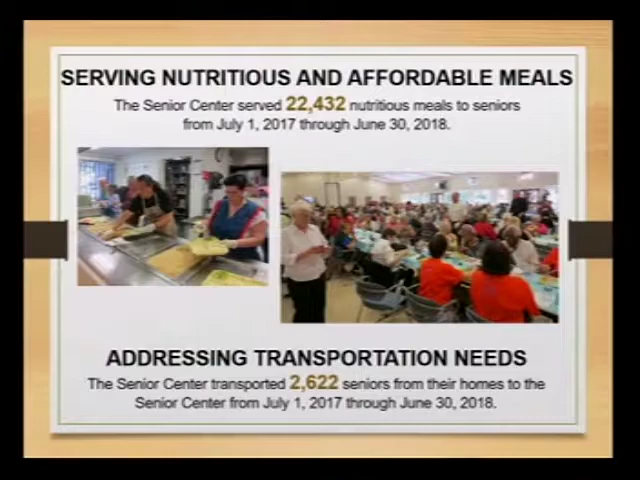 SERVING NUTRITIOUS AND AFFORDABLE MEALS
The Senior Center served 22,432 nutritious meals to seniors
from July 1, 2017 through June 30, 2018.
ADDRESSING TRANSPORTATION NEEDS
The Senior Center transported 2,622 seniors from their homes to the
Senior Center from July 1, 2017 through June 30, 2018.